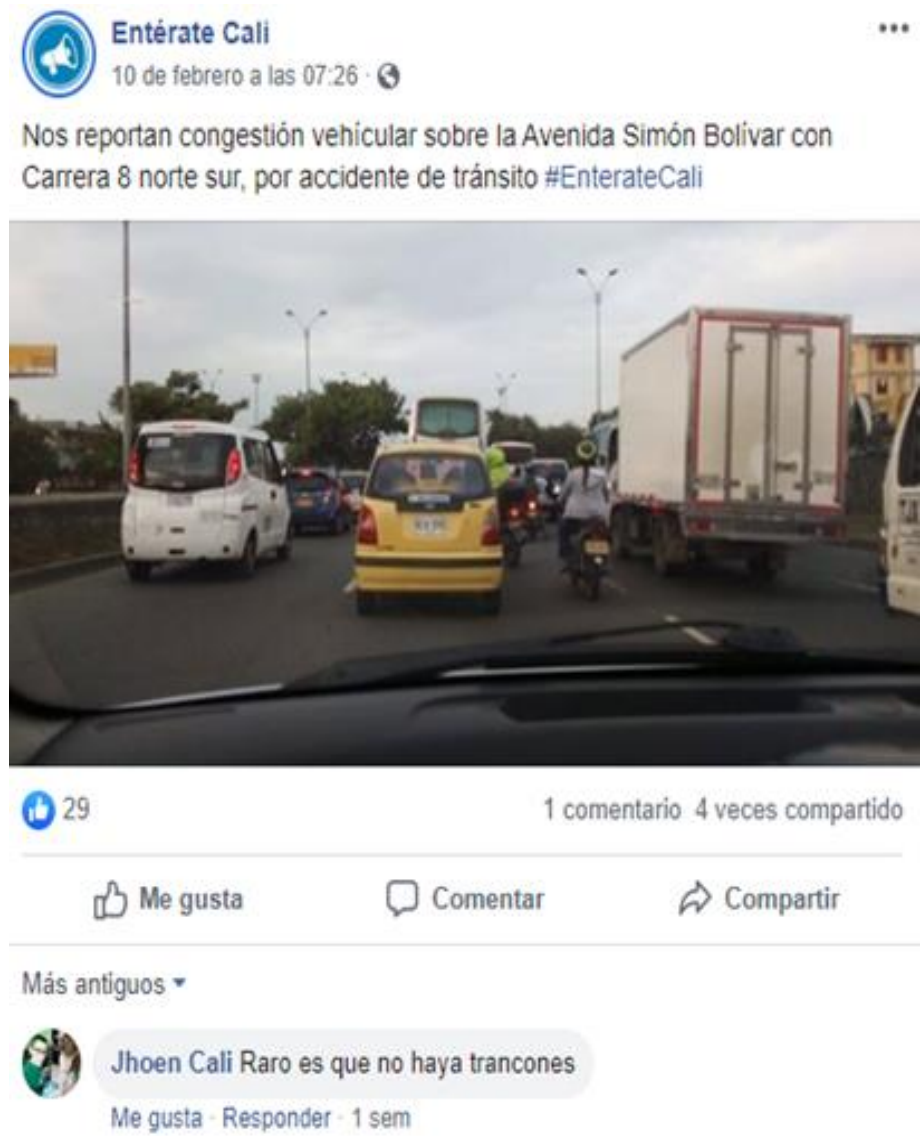 Entérate Cali
10 de febrero a las 07:26 ·
Nos reportan congestión vehícular sobre la Avenida Simón Bolívar con
Carrera 8 norte sur, por accidente de tránsito #EnterateCali
29
1 comentario 4 veces compartido
Me gusta Comentar Compartir
Más antiguos
Jhoen Cali Raro es que no haya trancones
Me gusta · Responder · 1 sem